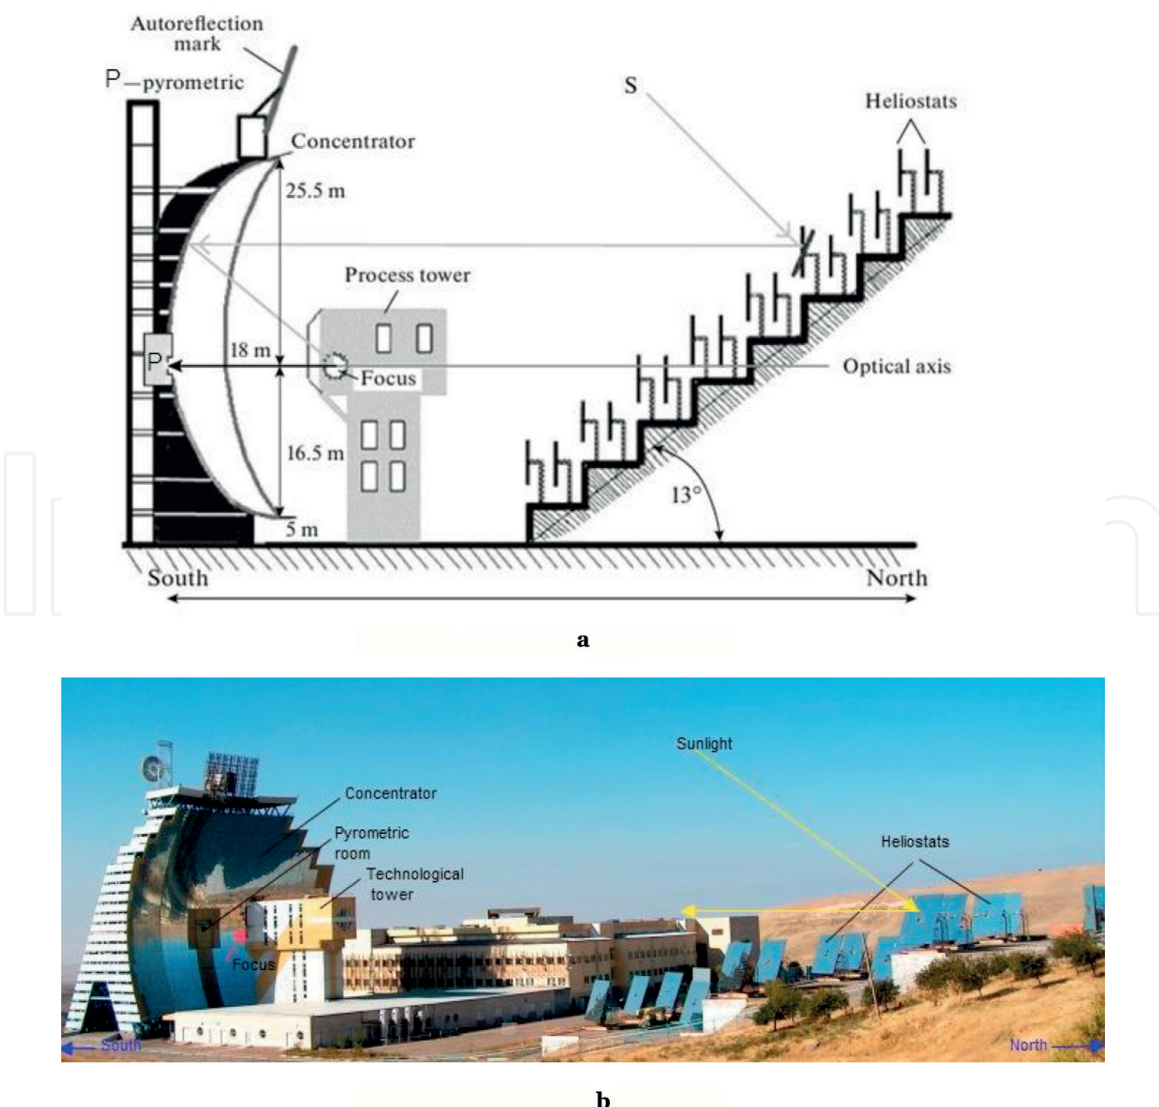 Autoreflection
mark
P—pyrometric
S
Heliostats
Concentrator
25.5 m
Process tower
18 m
P
Focus
Optical axis
16.5 m
13°
5 m
South
North
a
Sunlight
Concentrator
Pyrometric
room
Heliostats
Technological
tower
Focus
South
North
b